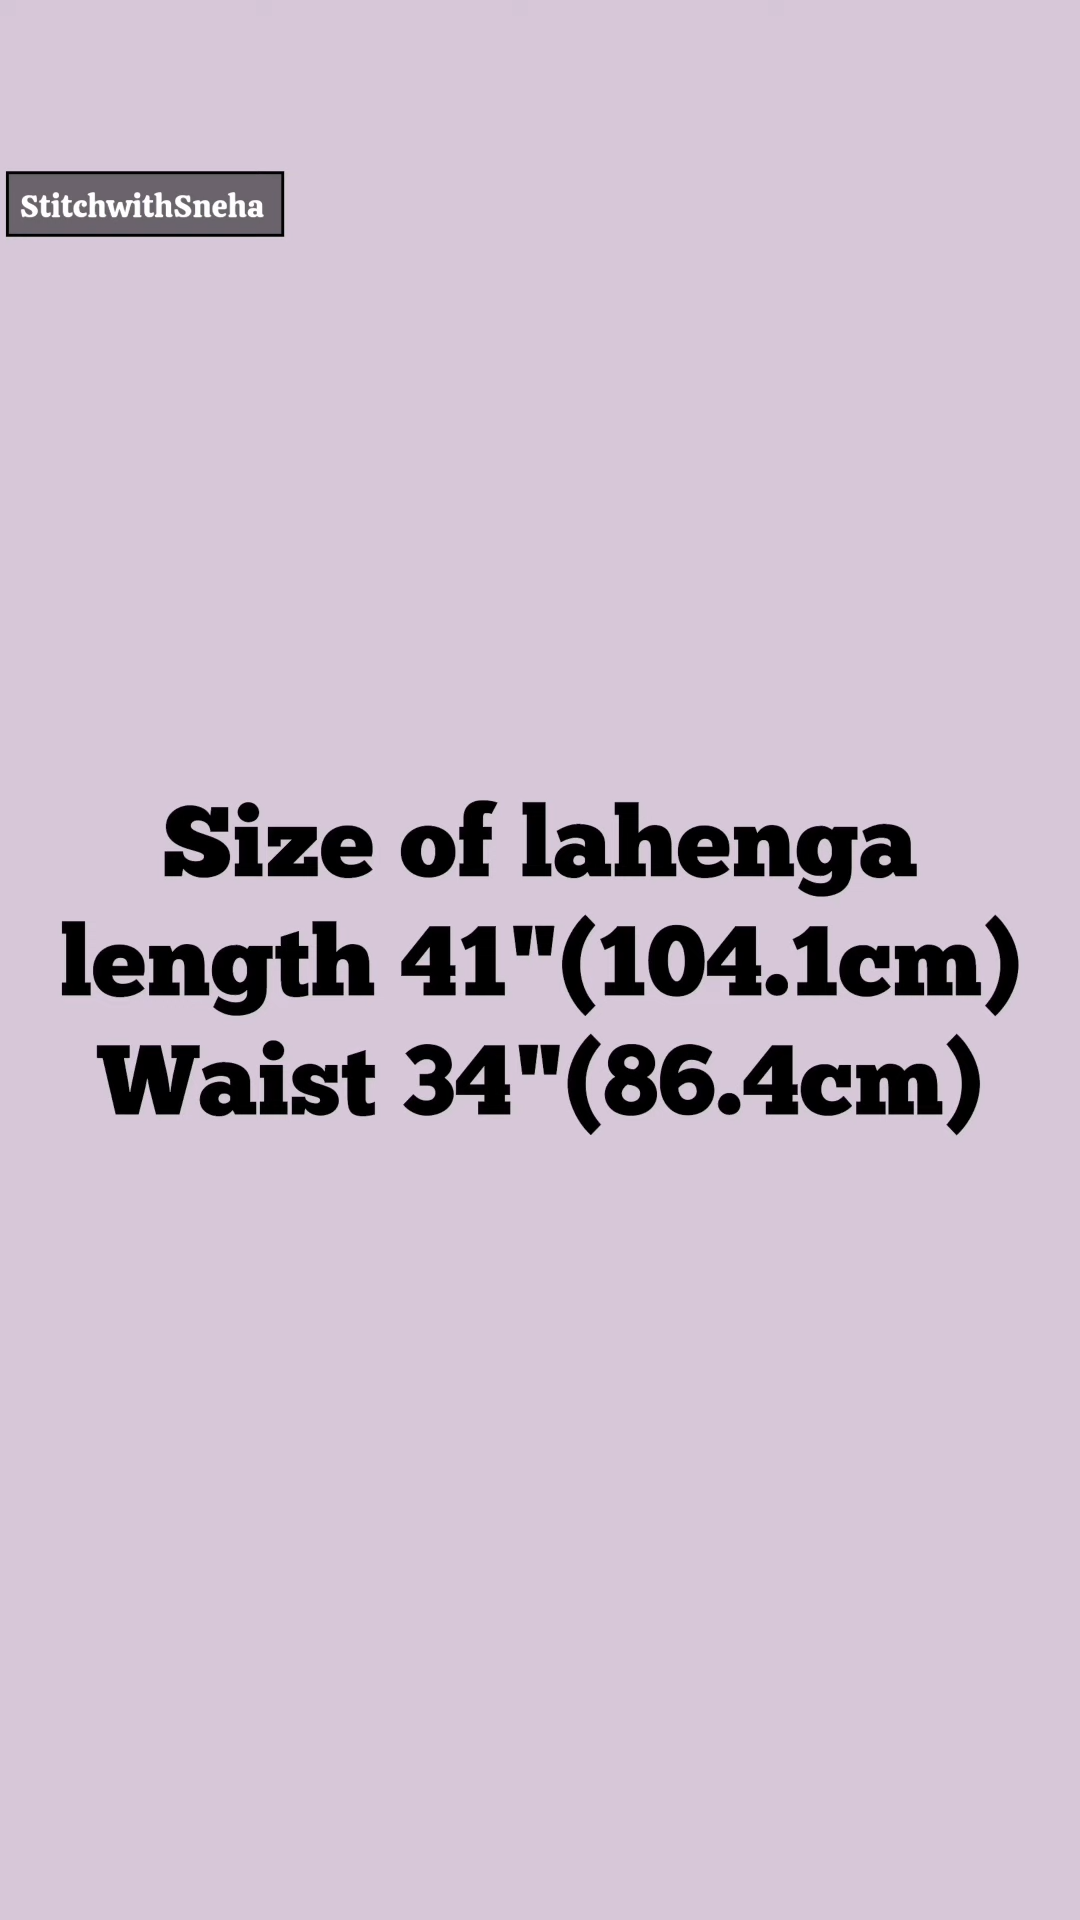 StitchwithSneha
Size of lahenga
length 41"(104.1cm)
Waist 34"(86.4cm)